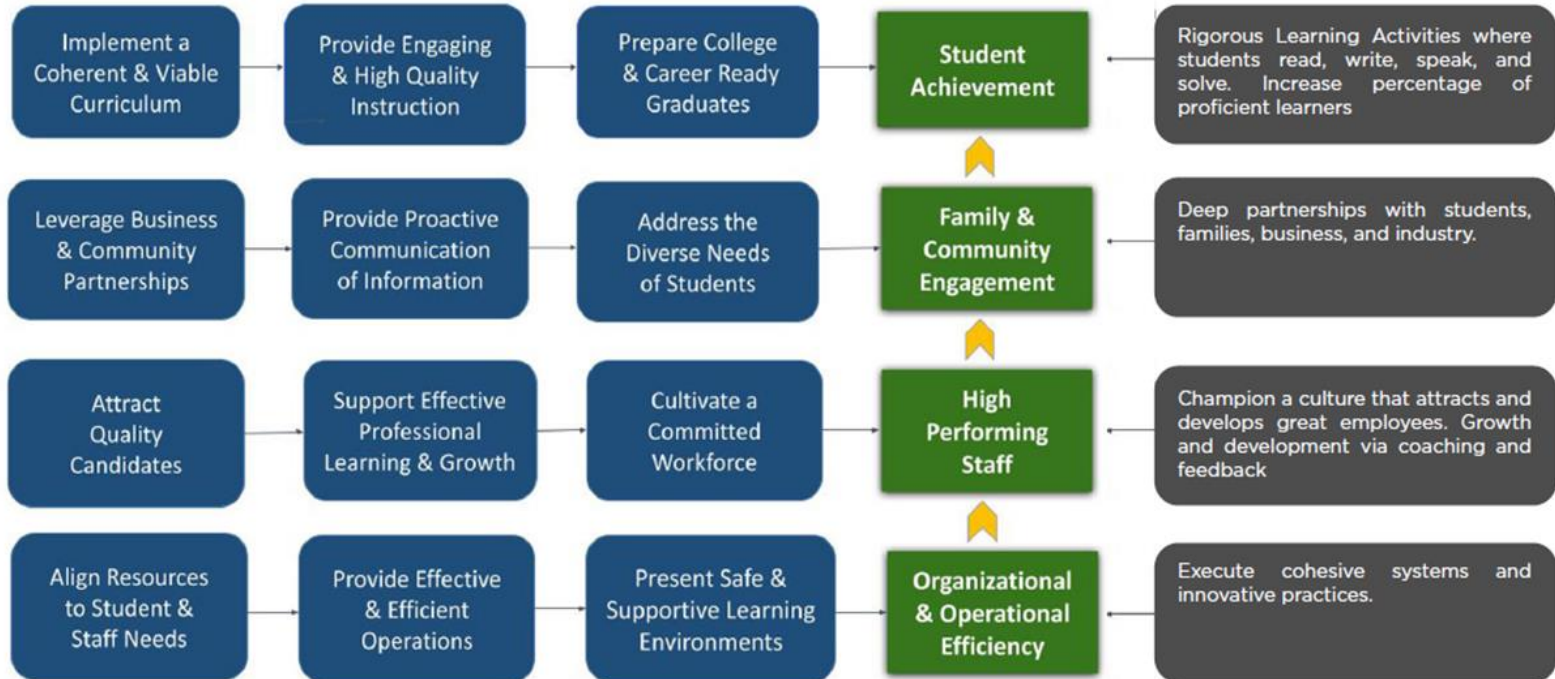 Implement a
Coherent & Viable
Curriculum
Provide Engaging
& High Quality
Instruction
Prepare College
& Career Ready
Graduates
Student
Achievement
Rigorous Learning Activities where
students read, write, speak, and
solve. Increase percentage of
proficient learners
Leverage Business
& Community
Partnerships
Provide Proactive
Communication
of Information
Address the
Diverse Needs
of Students
Family &
Community
Engagement
Deep partnerships with students,
families, business, and industry.
Attract
Quality
Candidates
Support Effective
Professional
Learning & Growth
Cultivate a
Committed
Workforce
High
Performing
Staff
Champion a culture that attracts and
develops great employees. Growth
and development via coaching and
feedback
Align Resources
to Student &
Staff Needs
Provide Effective
& Efficient
Operations
Present Safe &
Supportive Learning
Environments
Organizational
& Operational
Efficiency
Execute cohesive systems and
innovative practices.